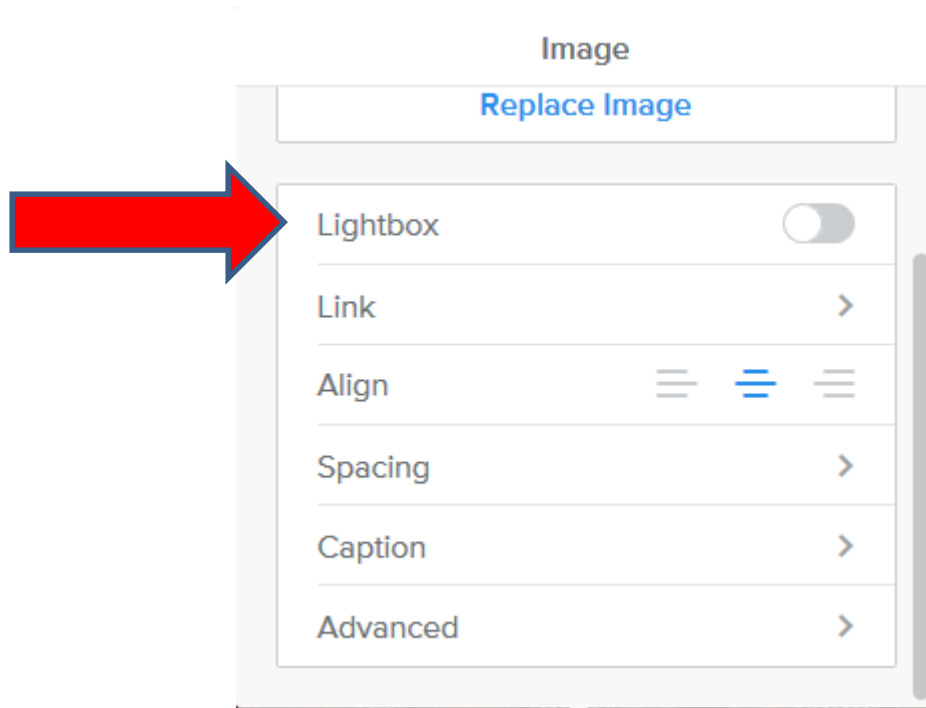 Image
Replace Image
Lightbox
Link
Align
Spacing
Caption
Advanced